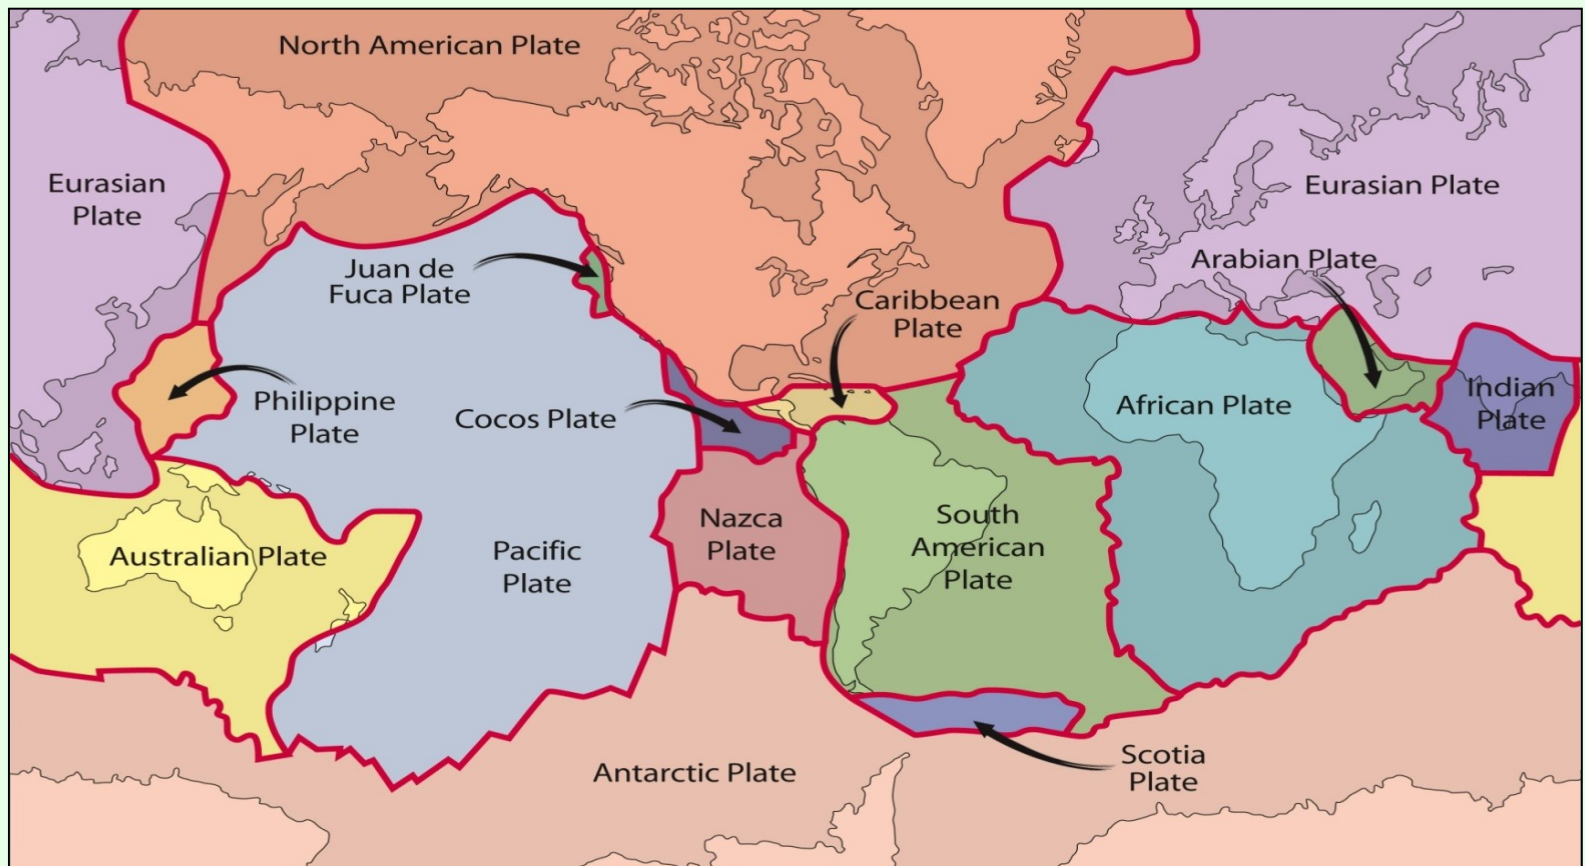 North American Plate
Eurasian
Plate
Eurasian Plate
Juan de
Fuca Plate
Arabian Plate
Caribbean
Plate
Philippine
Plate
Cocos Plate
African Plate
Indian
Plate
Australian Plate
Pacific
Plate
Nazca
Plate
South
American
Plate
Antarctic Plate
Scotia
Plate